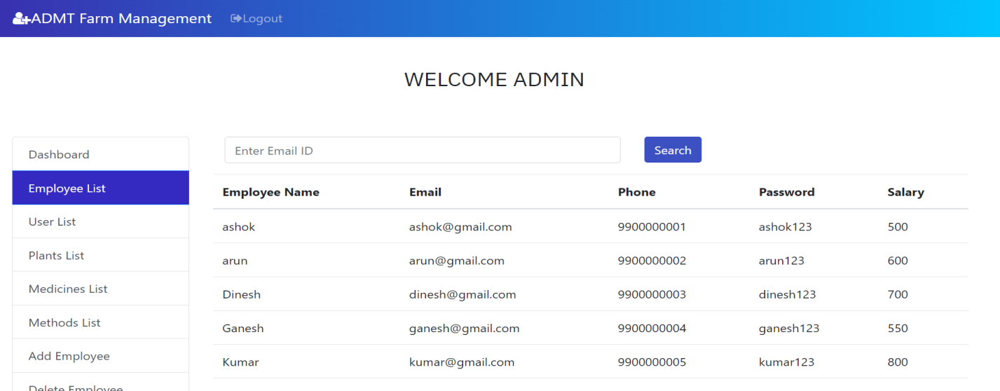 ADMT Farm Management Logout
WELCOME ADMIN
Dashboard
Employee List
User List
Plants List
Medicines List
Methods List
Add Employee
Delete Employee
Enter Email ID Search
Employee Name Email Phone Password Salary
ashok ashok@gmail.com 9900000001 ashok123 500
arun arun@gmail.com 9900000002 arun123 600
Dinesh dinesh@gmail.com 9900000003 dinesh123 700
Ganesh ganesh@gmail.com 9900000004 ganesh123 550
Kumar kumar@gmail.com 9900000005 kumar123 800